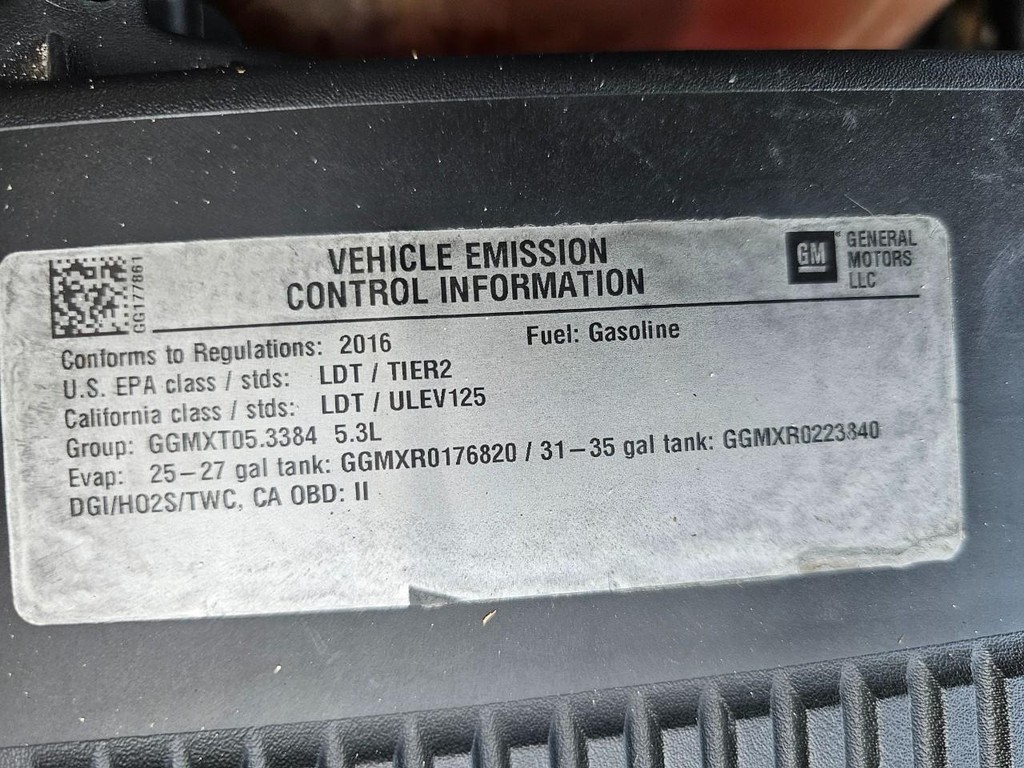 VEHICLE EMISSION
CONTROL INFORMATION
GM
GENERAL
MOTORS
LLC
GG177861
Conforms to Regulations: 2016 Fuel: Gasoline
U.S. EPA class / stds: LDT / TIER2
California class / stds: LDT / ULEV125
Group: GGMXT05.3384 5.3L
Evap: 25-27 gal tank: GGMXR0176820 / 31-35 gal tank: GGMXR0223840
DGI/HO2S/TWC, CA OBD: II